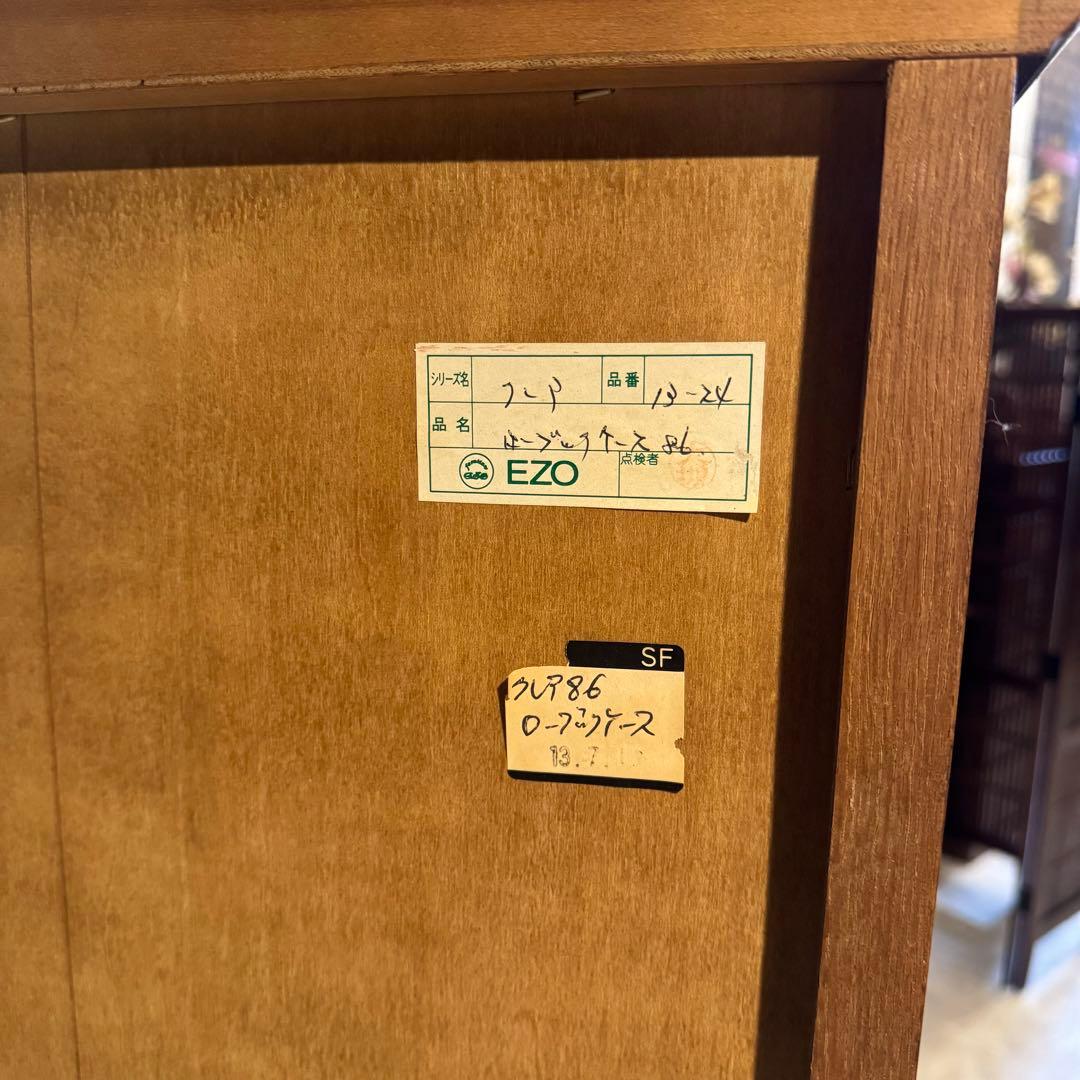 シリーズ名 クレア 品番 13-24
品名 ローブックケース 86
EZO 点検者
SF
クレア86
ローブックケース
13.7.